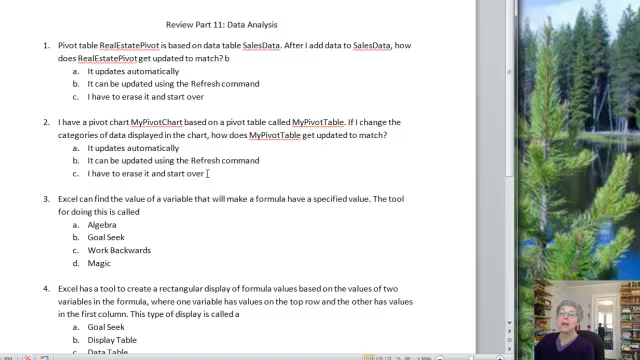 Review Part 11: Data Analysis
1. Pivot table RealEstatePivot is based on data table SalesData. After I add data to SalesData, how
does RealEstatePivot get updated to match? b
a. It updates automatically
b. It can be updated using the Refresh command
c. I have to erase it and start over
2. I have a pivot chart MyPivotChart based on a pivot table called MyPivotTable. If I change the
categories of data displayed in the chart, how does MyPivotTable get updated to match?
a. It updates automatically
b. It can be updated using the Refresh command
c. I have to erase it and start over
3. Excel can find the value of a variable that will make a formula have a specified value. The tool
for doing this is called
a. Algebra
b. Goal Seek
c. Work Backwards
d. Magic
4. Excel has a tool to create a rectangular display of formula values based on the values of two
variables in the formula, where one variable has values on the top row and the other has values
in the first column. This type of display is called a
a. Goal Seek
b. Display Table
c. Data Table
120%